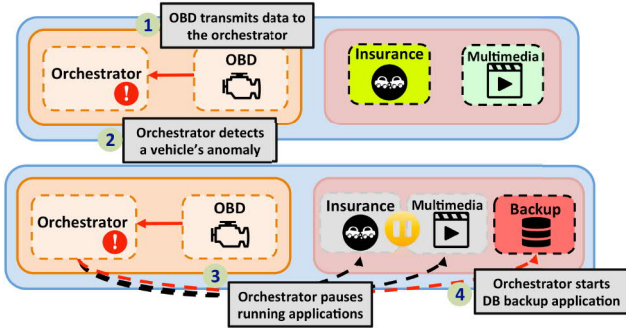 1
OBD transmits data to
the orchestrator
Orchestrator
!
OBD
Insurance
Multimedia
2
Orchestrator detects
a vehicle's anomaly
Orchestrator
!
OBD
Insurance
Multimedia
Backup
3
Orchestrator pauses
running applications
4
Orchestrator starts
DB backup application